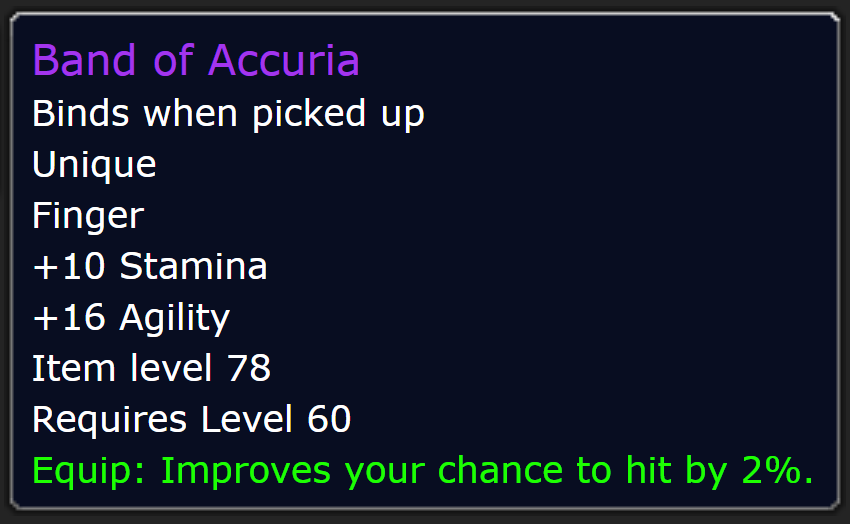 Band of Accuria
Binds when picked up
Unique
Finger
+10 Stamina
+16 Agility
Item level 78
Requires Level 60
Equip: Improves your chance to hit by 2%.